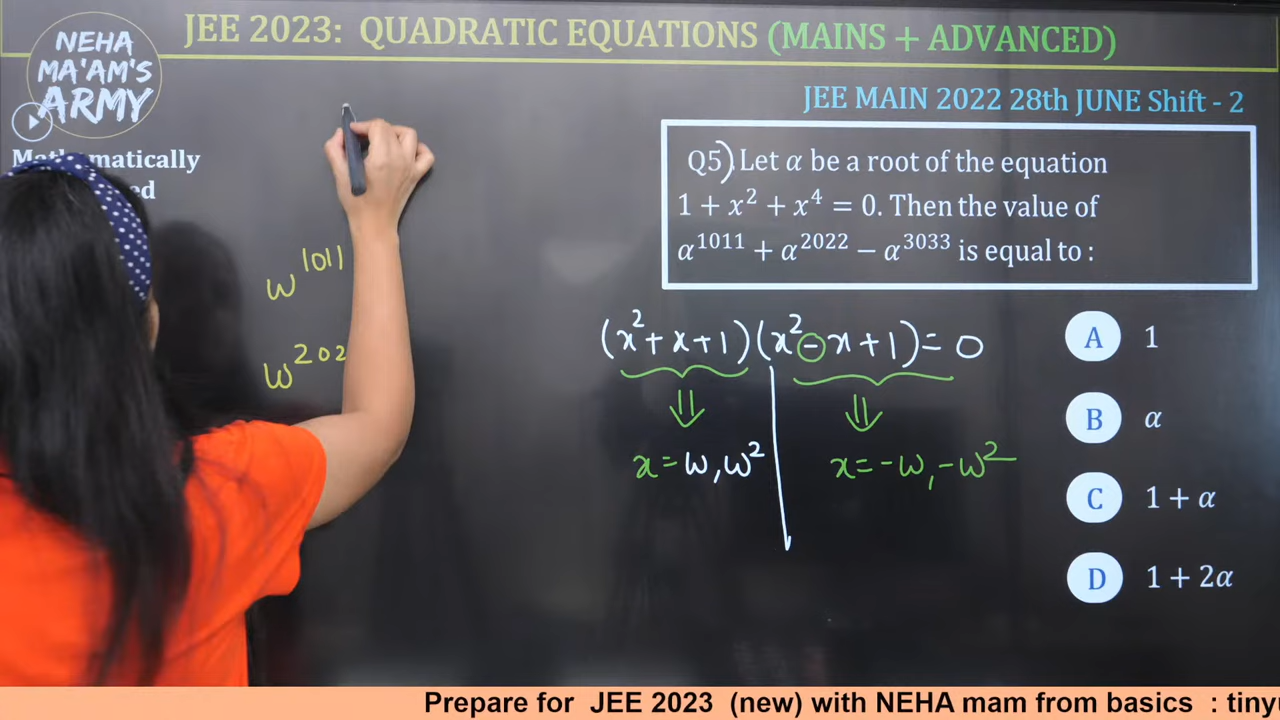 JEE 2023: QUADRATIC EQUATIONS (MAINS + ADVANCED)
NEHA
MA'AM'S
ARMY
Mathematically
JEE MAIN 2022 28th JUNE Shift - 2
Q5) Let α be a root of the equation
1 + x² + x⁴ = 0. Then the value of
α¹⁰¹¹ + α²⁰²² − α³⁰³³ is equal to :
ω¹⁰¹¹
ω²⁰²
(x² + x + 1)(x² − x + 1) = 0
x = ω, ω²
x = −ω, −ω²
A 1
B α
C 1 + α
D 1 + 2α
Prepare for JEE 2023 (new) with NEHA mam from basics : tiny